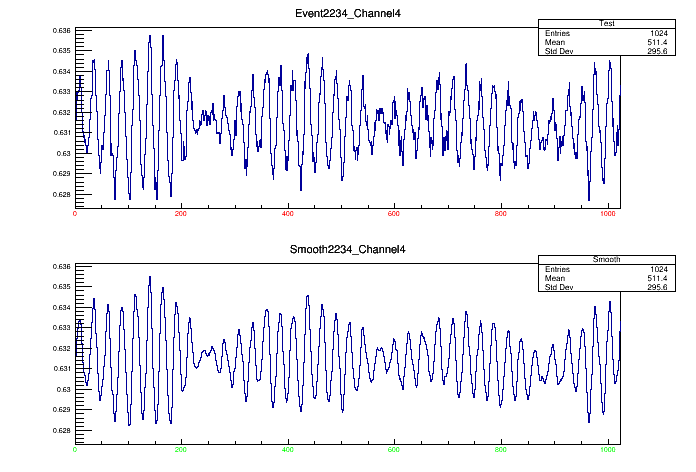 Event2234_Channel4
Test
Entries 1024
Mean 511.4
Std Dev 295.6
0.636
0.635
0.634
0.633
0.632
0.631
0.63
0.629
0.628
0 200 400 600 800 1000
Smooth2234_Channel4
Smooth
Entries 1024
Mean 511.4
Std Dev 295.6
0.636
0.635
0.634
0.633
0.632
0.631
0.63
0.629
0.628
0 200 400 600 800 1000